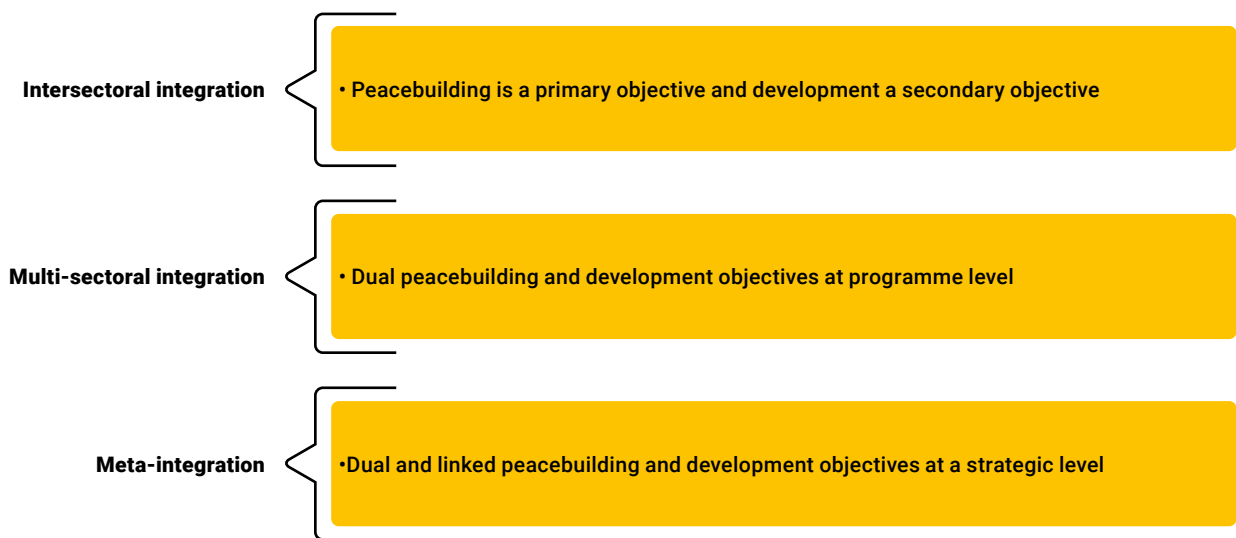 Intersectoral integration
• Peacebuilding is a primary objective and development a secondary objective
Multi-sectoral integration
• Dual peacebuilding and development objectives at programme level
Meta-integration
•Dual and linked peacebuilding and development objectives at a strategic level